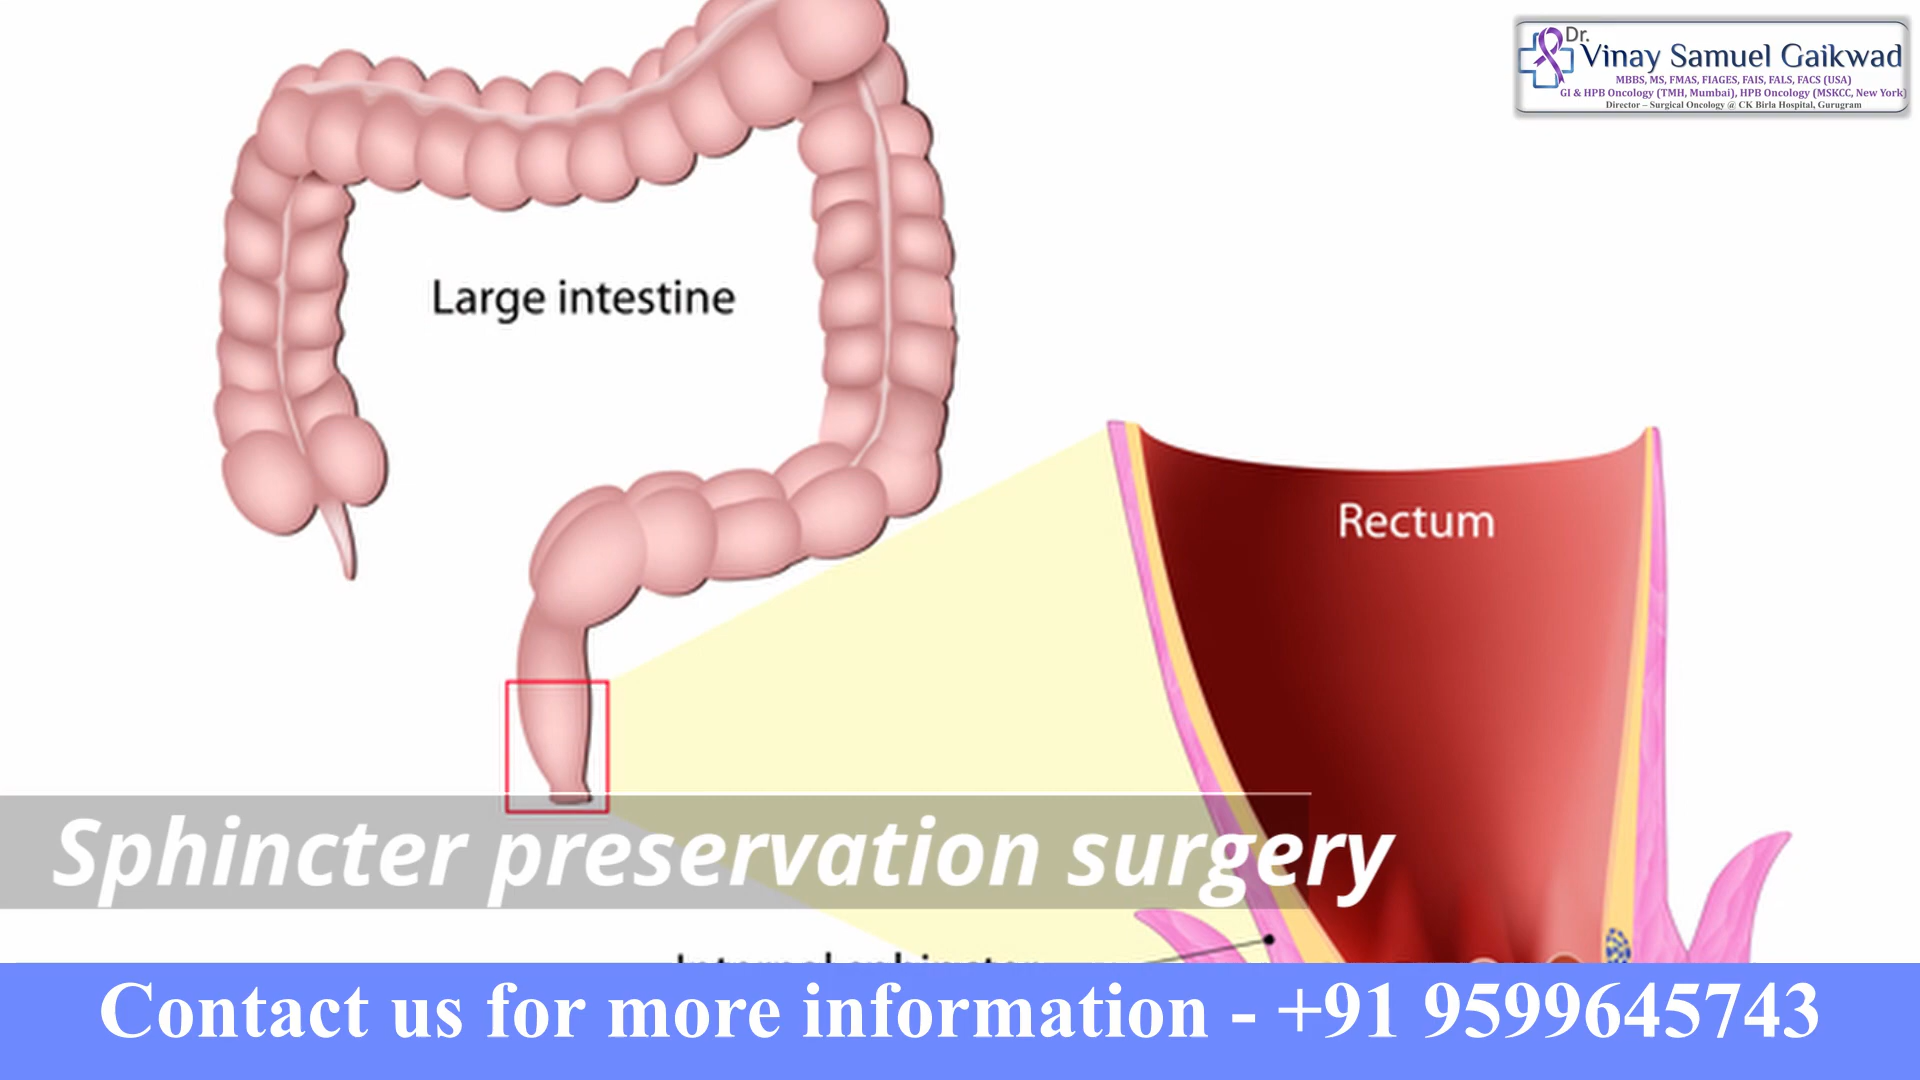 Dr.
Vinay Samuel Gaikwad
MBBS, MS, FMAS, FIAGES, FAIS, FALS, FACS (USA)
GI & HPB Oncology (TMH, Mumbai), HPB Oncology (MSKCC, New York)
Director – Surgical Oncology @ CK Birla Hospital, Gurugram
Large intestine
Rectum
Sphincter preservation surgery
Contact us for more information - +91 9599645743